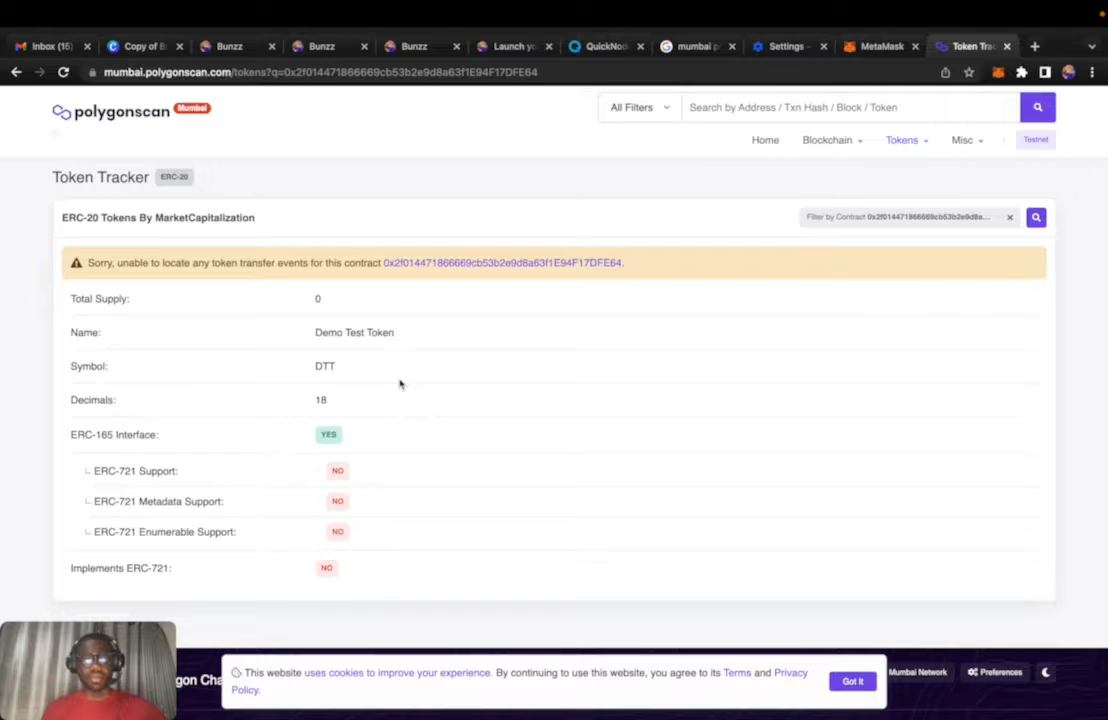 Inbox (15)
Copy of B
Bunzz
Bunzz
Bunzz
Launch yo
QuickNod
mumbai p
Settings -
MetaMask
Token Tra
mumbai.polygonscan.com/tokens?q=0x2f014471866669cb53b2e9d8a63f1E94F17DFE64
polygonscan Mumbai
All Filters
Search by Address / Txn Hash / Block / Token
Home
Blockchain
Tokens
Misc
Testnet
Token Tracker ERC-20
ERC-20 Tokens By MarketCapitalization
Filter by Contract 0x2f014471866669cb53b2e9d8a...
Sorry, unable to locate any token transfer events for this contract 0x2f014471866669cb53b2e9d8a63f1E94F17DFE64.
Total Supply: 0
Name: Demo Test Token
Symbol: DTT
Decimals: 18
ERC-165 Interface: YES
ERC-721 Support: NO
ERC-721 Metadata Support: NO
ERC-721 Enumerable Support: NO
Implements ERC-721: NO
This website uses cookies to improve your experience. By continuing to use this website, you agree to its Terms and Privacy
Policy.
Got It
gon Cha
Mumbai Network
Preferences